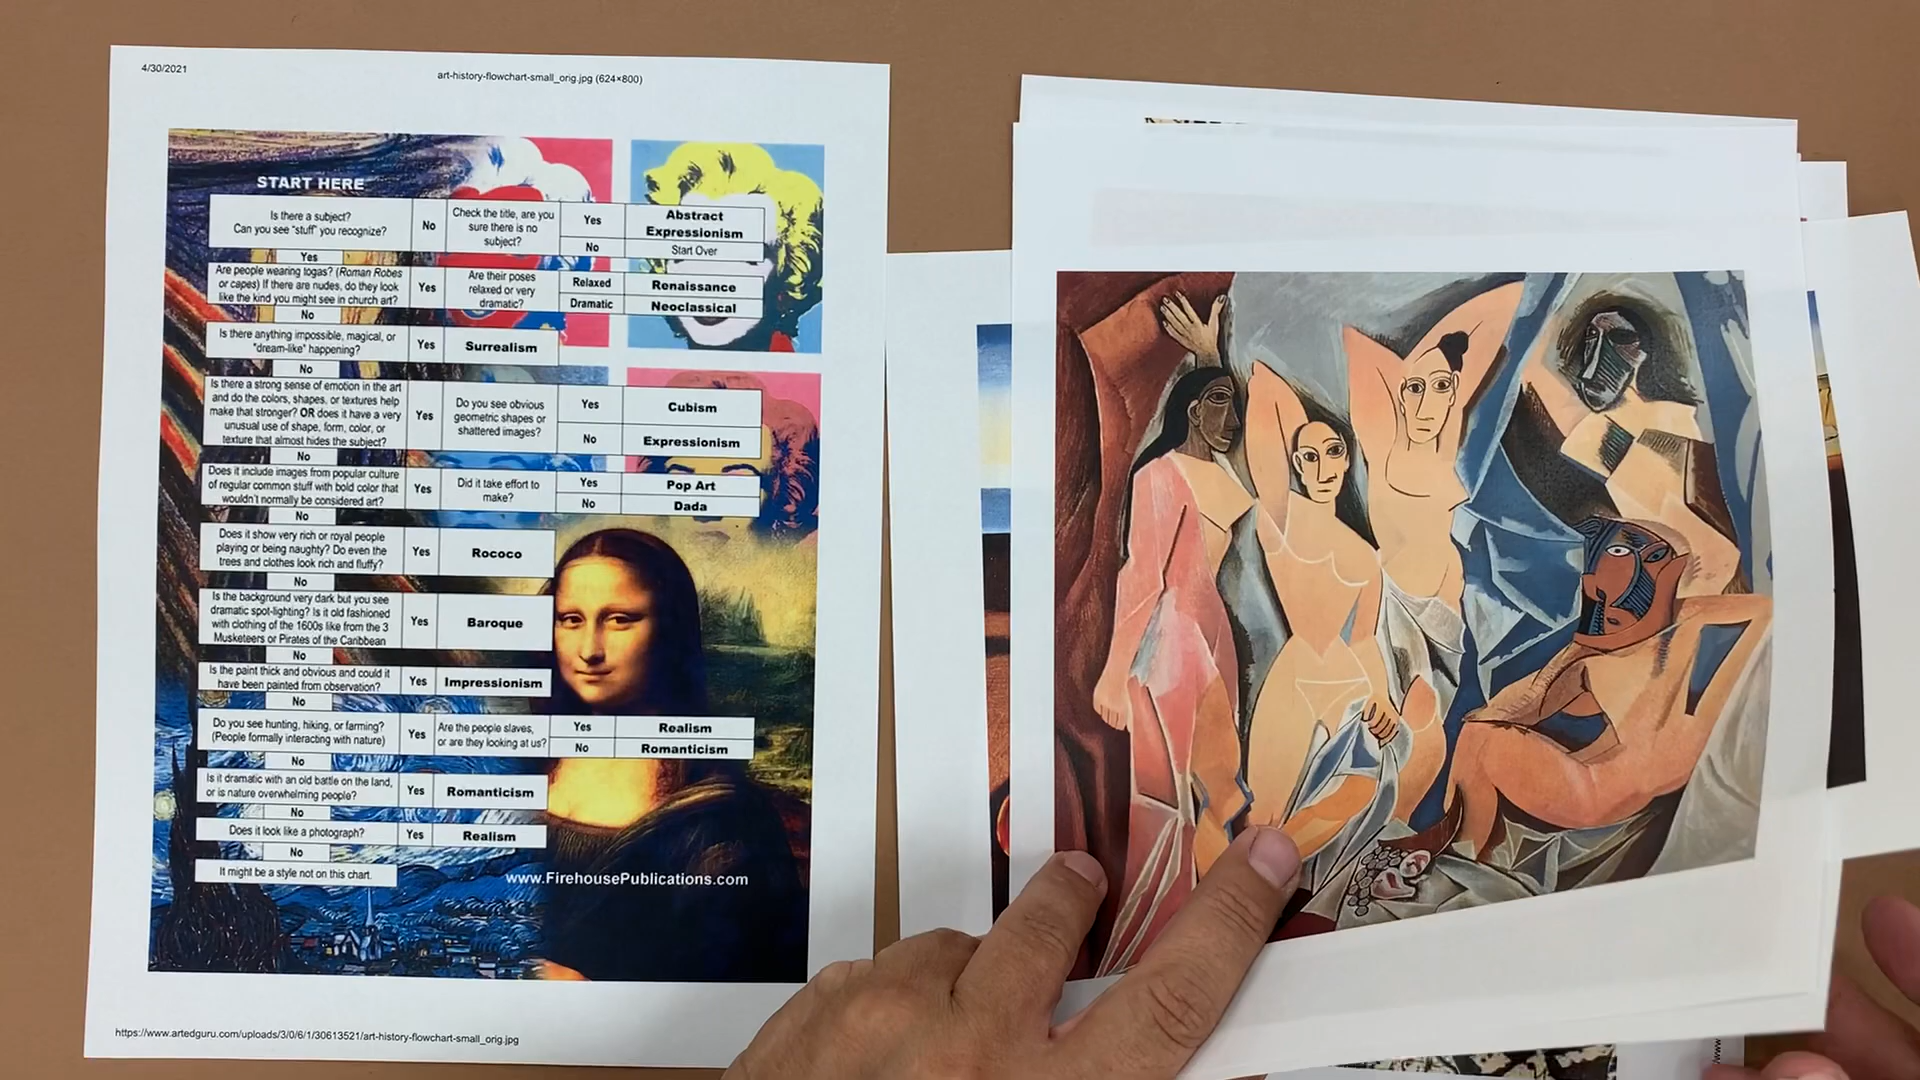 4/30/2021
art-history-flowchart-small_orig.jpg (624×800)
START HERE
Is there a subject?
Can you see "stuff" you recognize?
No
Check the title, are you
sure there is no
subject?
Yes
Abstract
Expressionism
No
Start Over
Yes
Are people wearing togas? (Roman Robes
or capes) If there are nudes, do they look
like the kind you might see in church art?
Yes
Are their poses
relaxed or very
dramatic?
Relaxed
Renaissance
Dramatic
Neoclassical
No
Is there anything impossible, magical, or
"dream-like" happening?
Yes
Surrealism
No
Is there a strong sense of emotion in the art
and do the colors, shapes, or textures help
make that stronger? OR does it have a very
unusual use of shape, form, color, or
texture that almost hides the subject?
Yes
Do you see obvious
geometric shapes or
shattered images?
Yes
Cubism
No
Expressionism
No
Does it include images from popular culture
of regular common stuff with bold color that
wouldn't normally be considered art?
Yes
Did it take effort to
make?
Yes
Pop Art
No
Dada
No
Does it show very rich or royal people
playing or being naughty? Do even the
trees and clothes look rich and fluffy?
Yes
Rococo
No
Is the background very dark but you see
dramatic spot-lighting? Is it old fashioned
with clothing of the 1600s like from the 3
Musketeers or Pirates of the Caribbean
Yes
Baroque
No
Is the paint thick and obvious and could it
have been painted from observation?
Yes
Impressionism
No
Do you see hunting, hiking, or farming?
(People formally interacting with nature)
Yes
Are the people slaves,
or are they looking at us?
Yes
Realism
No
Romanticism
No
Is it dramatic with an old battle on the land,
or is nature overwhelming people?
Yes
Romanticism
No
Does it look like a photograph?
Yes
Realism
No
It might be a style not on this chart.
www.FirehousePublications.com
https://www.artedguru.com/uploads/3/0/6/1/30613521/art-history-flowchart-small_orig.jpg